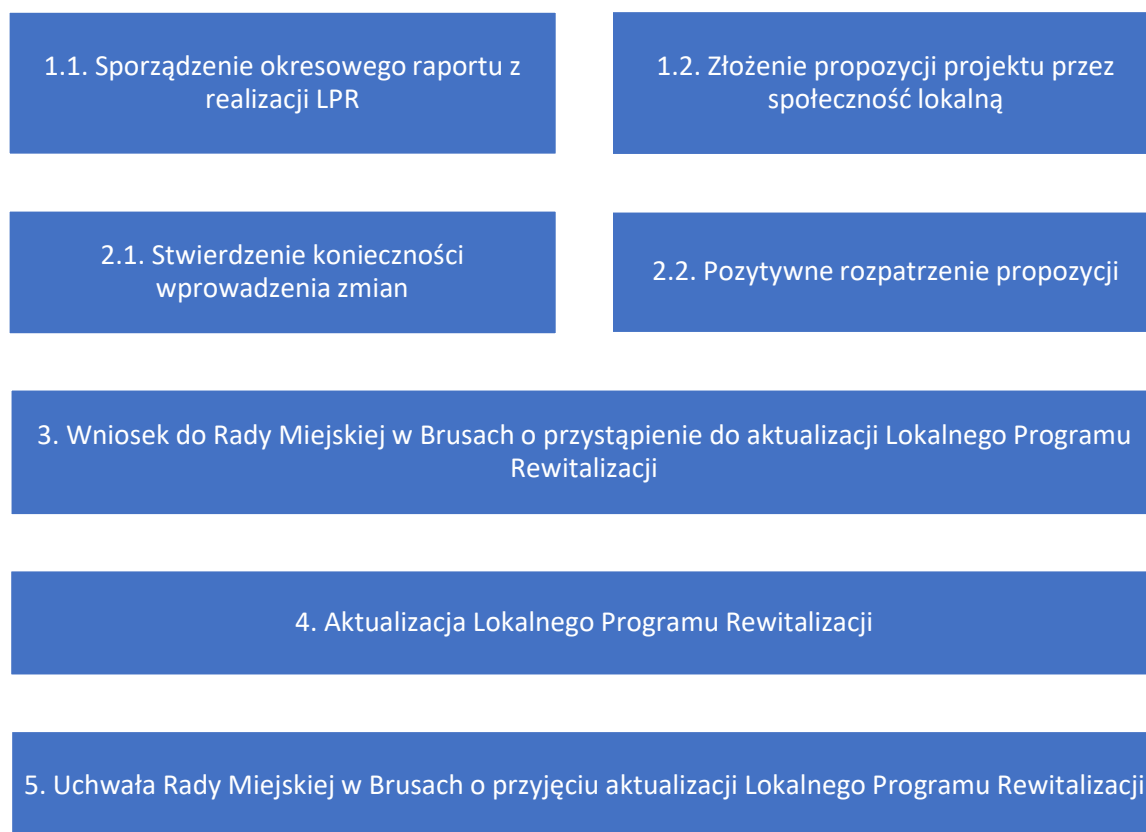 1.1. Sporządzenie okresowego raportu z
realizacji LPR
1.2. Złożenie propozycji projektu przez
społeczność lokalną
2.1. Stwierdzenie konieczności
wprowadzenia zmian
2.2. Pozytywne rozpatrzenie propozycji
3. Wniosek do Rady Miejskiej w Brusach o przystąpienie do aktualizacji Lokalnego Programu
Rewitalizacji
4. Aktualizacja Lokalnego Programu Rewitalizacji
5. Uchwała Rady Miejskiej w Brusach o przyjęciu aktualizacji Lokalnego Programu Rewitalizacji